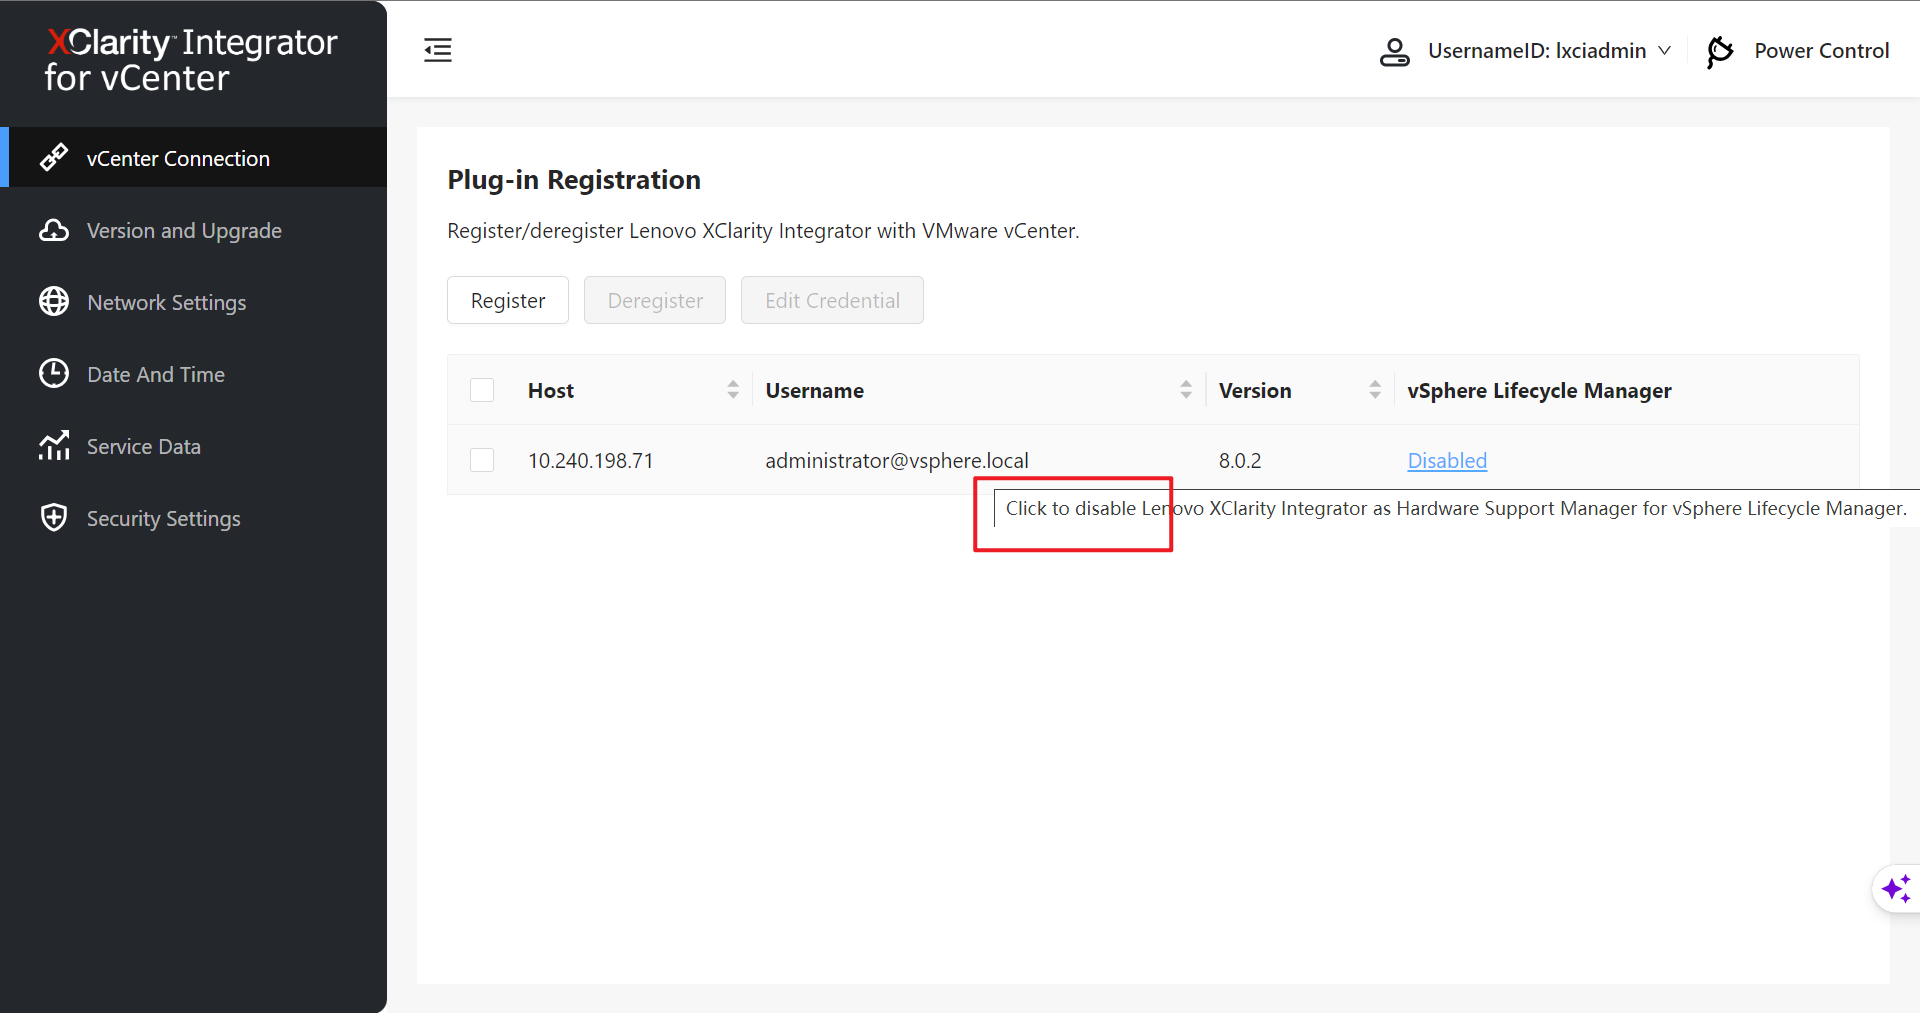 XClarity™ Integrator
for vCenter
UsernameID: lxciadmin
Power Control
vCenter Connection
Version and Upgrade
Network Settings
Date And Time
Service Data
Security Settings
Plug-in Registration
Register/deregister Lenovo XClarity Integrator with VMware vCenter.
Register Deregister Edit Credential
Host Username Version vSphere Lifecycle Manager
10.240.198.71 administrator@vsphere.local 8.0.2 Disabled
Click to disable Lenovo XClarity Integrator as Hardware Support Manager for vSphere Lifecycle Manager.